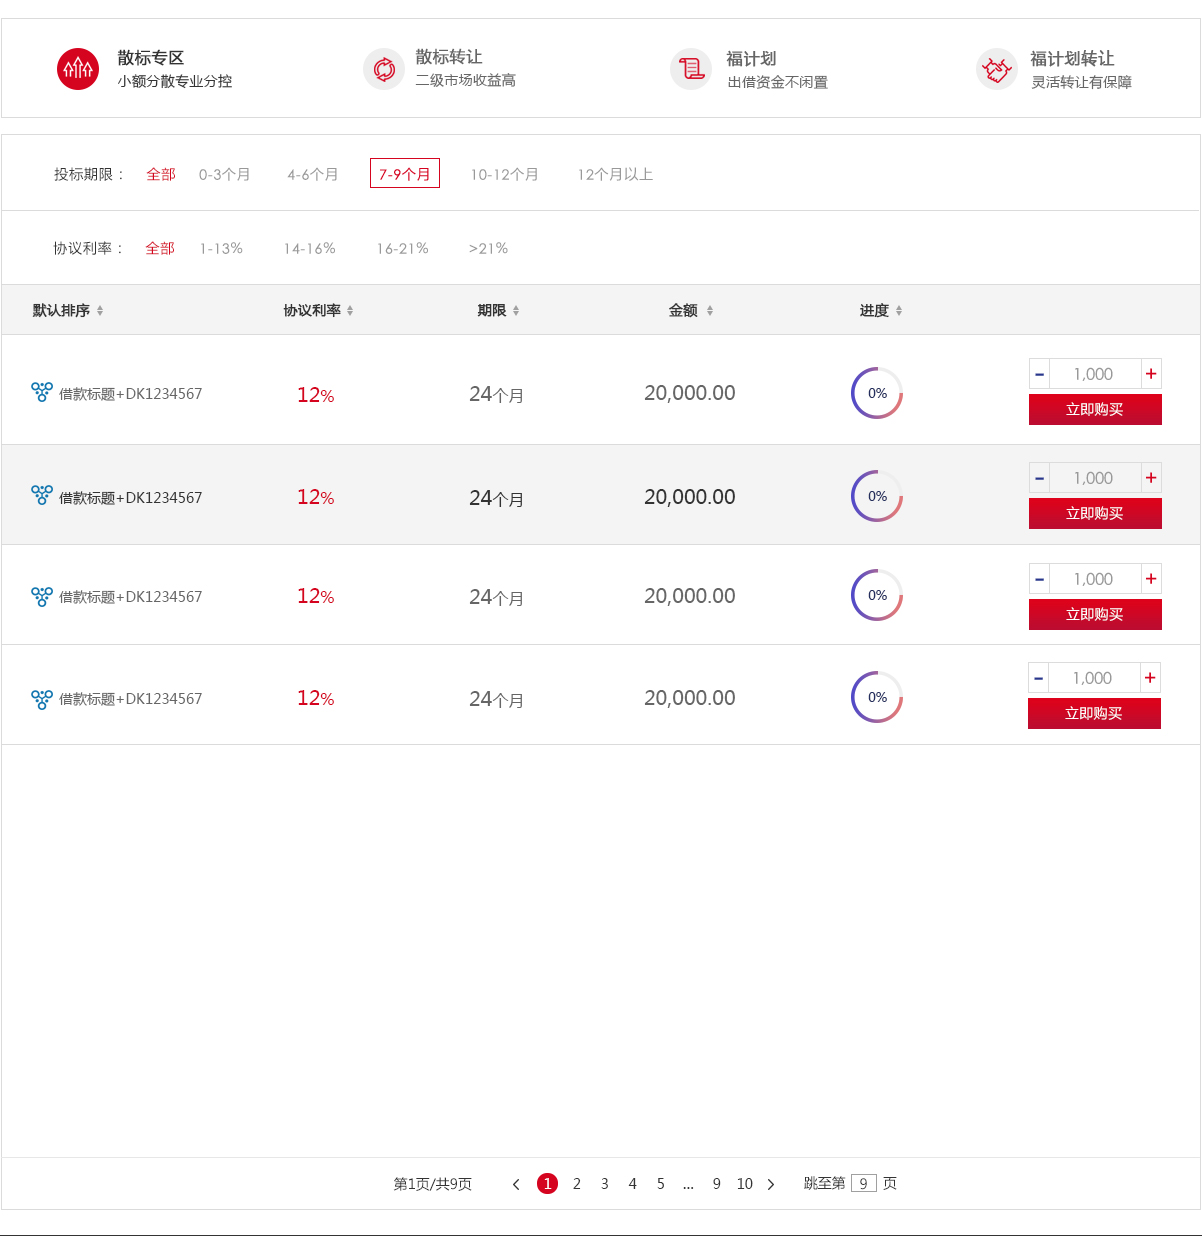 散标专区
小额分散专业分控
散标转让
二级市场收益高
福计划
出借资金不闲置
福计划转让
灵活转让有保障
投标期限： 全部 0-3个月 4-6个月 7-9个月 10-12个月 12个月以上
协议利率： 全部 1-13% 14-16% 16-21% >21%
默认排序 协议利率 期限 金额 进度
借款标题+DK1234567 12% 24个月 20,000.00 0% - 1,000 +
立即购买
借款标题+DK1234567 12% 24个月 20,000.00 0% - 1,000 +
立即购买
借款标题+DK1234567 12% 24个月 20,000.00 0% - 1,000 +
立即购买
借款标题+DK1234567 12% 24个月 20,000.00 0% - 1,000 +
立即购买
第1页/共9页 < 1 2 3 4 5 ... 9 10 > 跳至第 9 页